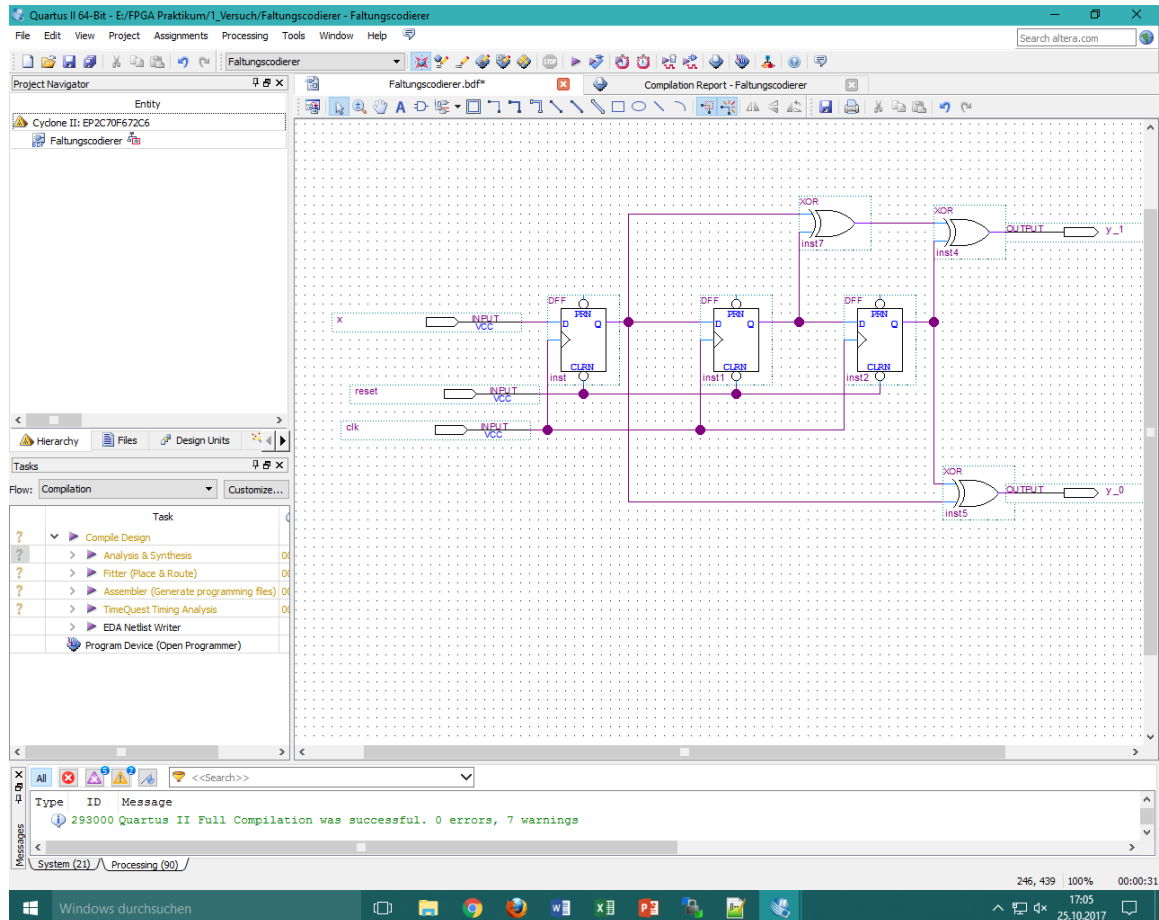 Quartus II 64-Bit - E:/FPGA Praktikum/1_Versuch/Faltungscodierer - Faltungscodierer
File Edit View Project Assignments Processing Tools Window Help
Search altera.com
Faltungscodierer
Project Navigator
Entity
Cyclone II: EP2C70F672C6
Faltungscodierer
Hierarchy Files Design Units
Tasks
Flow: Compilation Customize...
Task
? Compile Design
? Analysis & Synthesis 00
? Fitter (Place & Route) 00
? Assembler (Generate programming files) 00
? TimeQuest Timing Analysis 00
EDA Netlist Writer
Program Device (Open Programmer)
Faltungscodierer.bdf*
Compilation Report - Faltungscodierer
XOR
inst7
XOR
OUTPUT y_1
inst4
DFF
PRN
D Q
CLRN
inst
DFF
PRN
D Q
CLRN
inst1
DFF
PRN
D Q
CLRN
inst2
x INPUT
VCC
reset INPUT
VCC
clk INPUT
VCC
XOR
OUTPUT y_0
inst5
All 5 2 <<Search>>
Type ID Message
293000 Quartus II Full Compilation was successful. 0 errors, 7 warnings
Messages
System (21) Processing (90)
246, 439 100% 00:00:31
Windows durchsuchen
17:05
25.10.2017